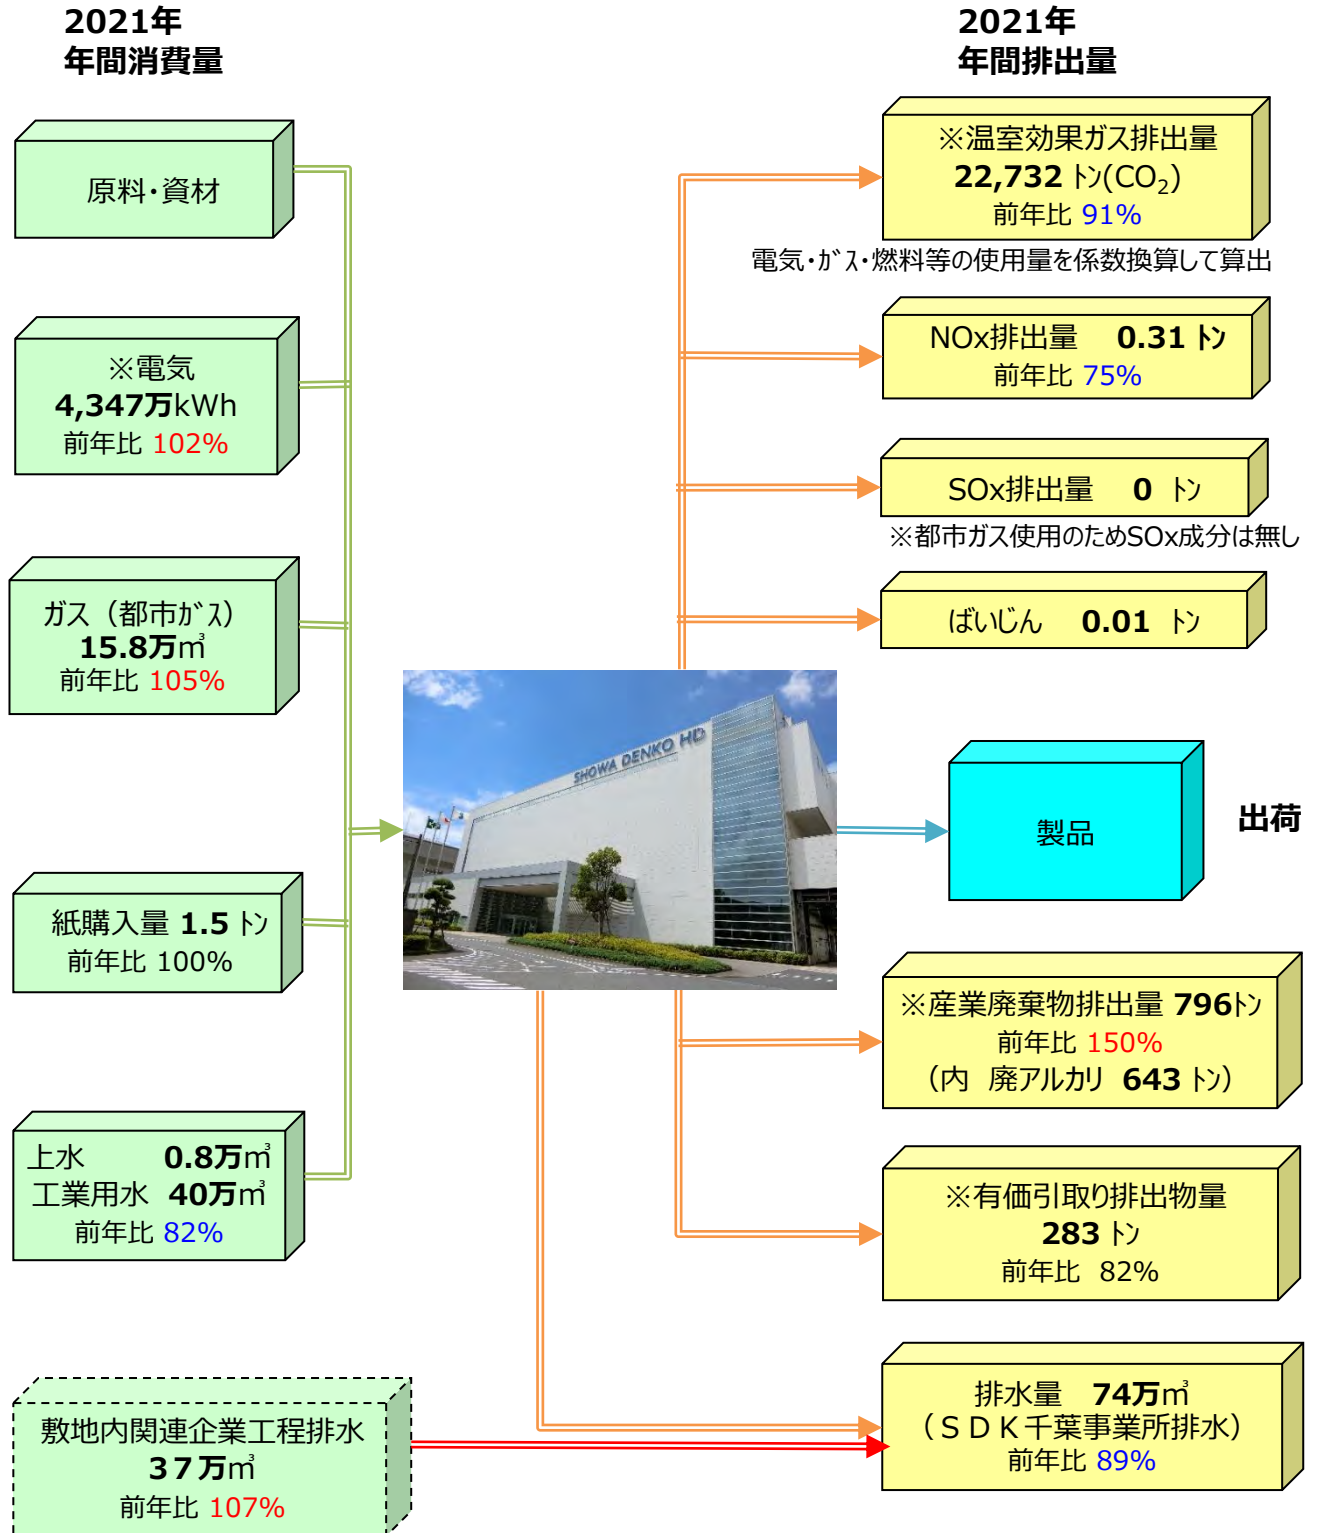 2021年
年間消費量
原料・資材
※電気
4,347万kWh
前年比 102%
ガス（都市ｶﾞｽ）
15.8万㎥
前年比 105%
紙購入量 1.5 ﾄﾝ
前年比 100%
上水 0.8万㎥
工業用水 40万㎥
前年比 82%
敷地内関連企業工程排水
３７万㎥
前年比 107%
SHOWA DENKO HD
2021年
年間排出量
※温室効果ガス排出量
22,732 ﾄﾝ(CO₂)
前年比 91%
電気・ｶﾞｽ・燃料等の使用量を係数換算して算出
NOx排出量 0.31 ﾄﾝ
前年比 75%
SOx排出量 0 ﾄﾝ
※都市ガス使用のためSOx成分は無し
ばいじん 0.01 ﾄﾝ
製品
出荷
※産業廃棄物排出量 796ﾄﾝ
前年比 150%
（内 廃アルカリ 643 ﾄﾝ）
※有価引取り排出物量
283 ﾄﾝ
前年比 82%
排水量 74万㎥
（ＳＤＫ千葉事業所排水）
前年比 89%